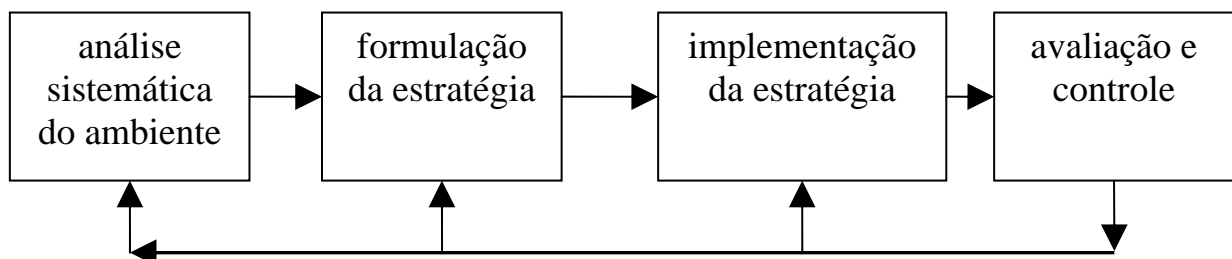 análise
sistemática
do ambiente
formulação
da estratégia
implementação
da estratégia
avaliação e
controle